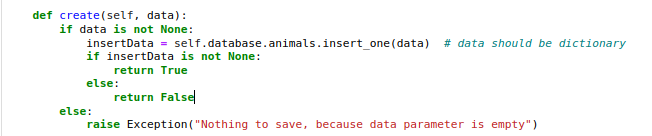 def create(self, data):
    if data is not None:
        insertData = self.database.animals.insert_one(data)  # data should be dictionary
        if insertData is not None:
            return True
        else:
            return False
    else:
        raise Exception("Nothing to save, because data parameter is empty")